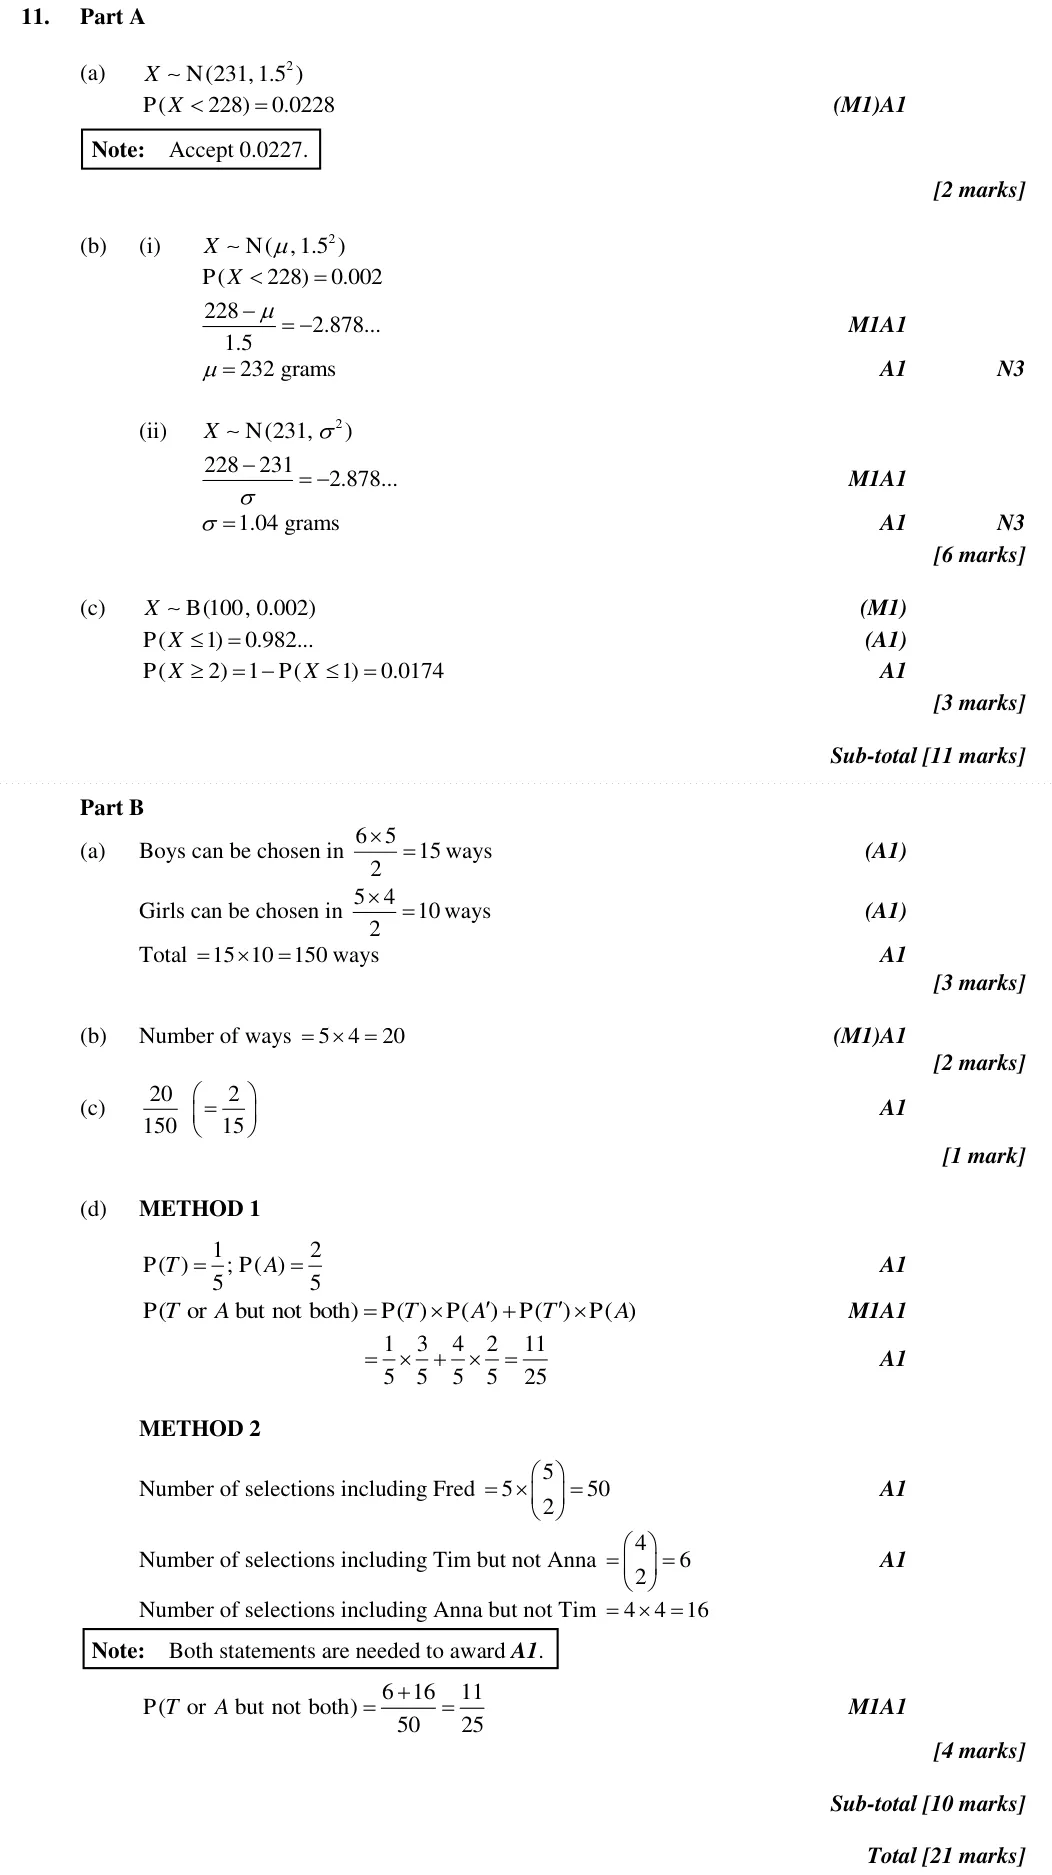 11. Part A
(a) X ~ N(231, 1.5²)
P(X < 228) = 0.0228 (M1)A1
Note: Accept 0.0227.
[2 marks]
(b) (i) X ~ N(μ, 1.5²)
P(X < 228) = 0.002
(228 − μ)/1.5 = −2.878... M1A1
μ = 232 grams A1 N3
(ii) X ~ N(231, σ²)
(228 − 231)/σ = −2.878... M1A1
σ = 1.04 grams A1 N3
[6 marks]
(c) X ~ B(100, 0.002) (M1)
P(X ≤ 1) = 0.982... (A1)
P(X ≥ 2) = 1 − P(X ≤ 1) = 0.0174 A1
[3 marks]
Sub-total [11 marks]
Part B
(a) Boys can be chosen in (6 × 5)/2 = 15 ways (A1)
Girls can be chosen in (5 × 4)/2 = 10 ways (A1)
Total = 15 × 10 = 150 ways A1
[3 marks]
(b) Number of ways = 5 × 4 = 20 (M1)A1
[2 marks]
(c) 20/150 (= 2/15) A1
[1 mark]
(d) METHOD 1
P(T) = 1/5; P(A) = 2/5 A1
P(T or A but not both) = P(T) × P(A′) + P(T′) × P(A) M1A1
= 1/5 × 3/5 + 4/5 × 2/5 = 11/25 A1
METHOD 2
Number of selections including Fred = 5 × (5 2) = 50 A1
Number of selections including Tim but not Anna = (4 2) = 6 A1
Number of selections including Anna but not Tim = 4 × 4 = 16
Note: Both statements are needed to award A1.
P(T or A but not both) = (6 + 16)/50 = 11/25 M1A1
[4 marks]
Sub-total [10 marks]
Total [21 marks]